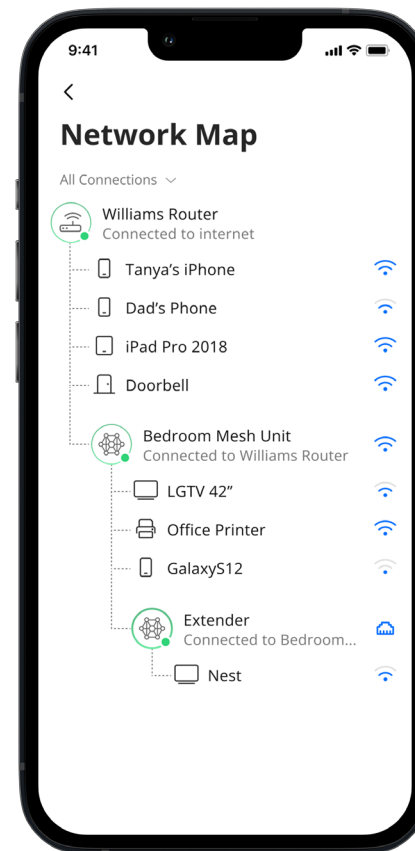 9:41
Network Map
All Connections
Williams Router
Connected to internet
Tanya’s iPhone
Dad’s Phone
iPad Pro 2018
Doorbell
Bedroom Mesh Unit
Connected to Williams Router
LGTV 42”
Office Printer
GalaxyS12
Extender
Connected to Bedroom...
Nest